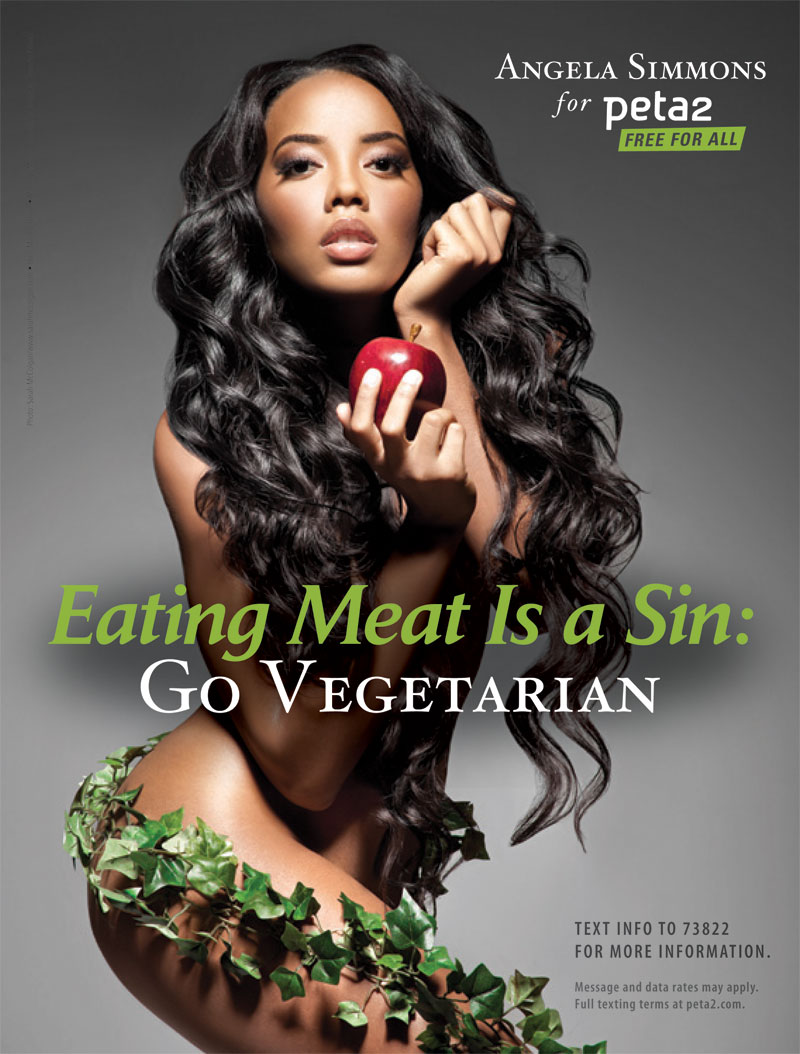 ANGELA SIMMONS
for peta2
FREE FOR ALL
Eating Meat Is a Sin:
GO VEGETARIAN
TEXT INFO TO 73822
FOR MORE INFORMATION.
Message and data rates may apply.
Full texting terms at peta2.com.